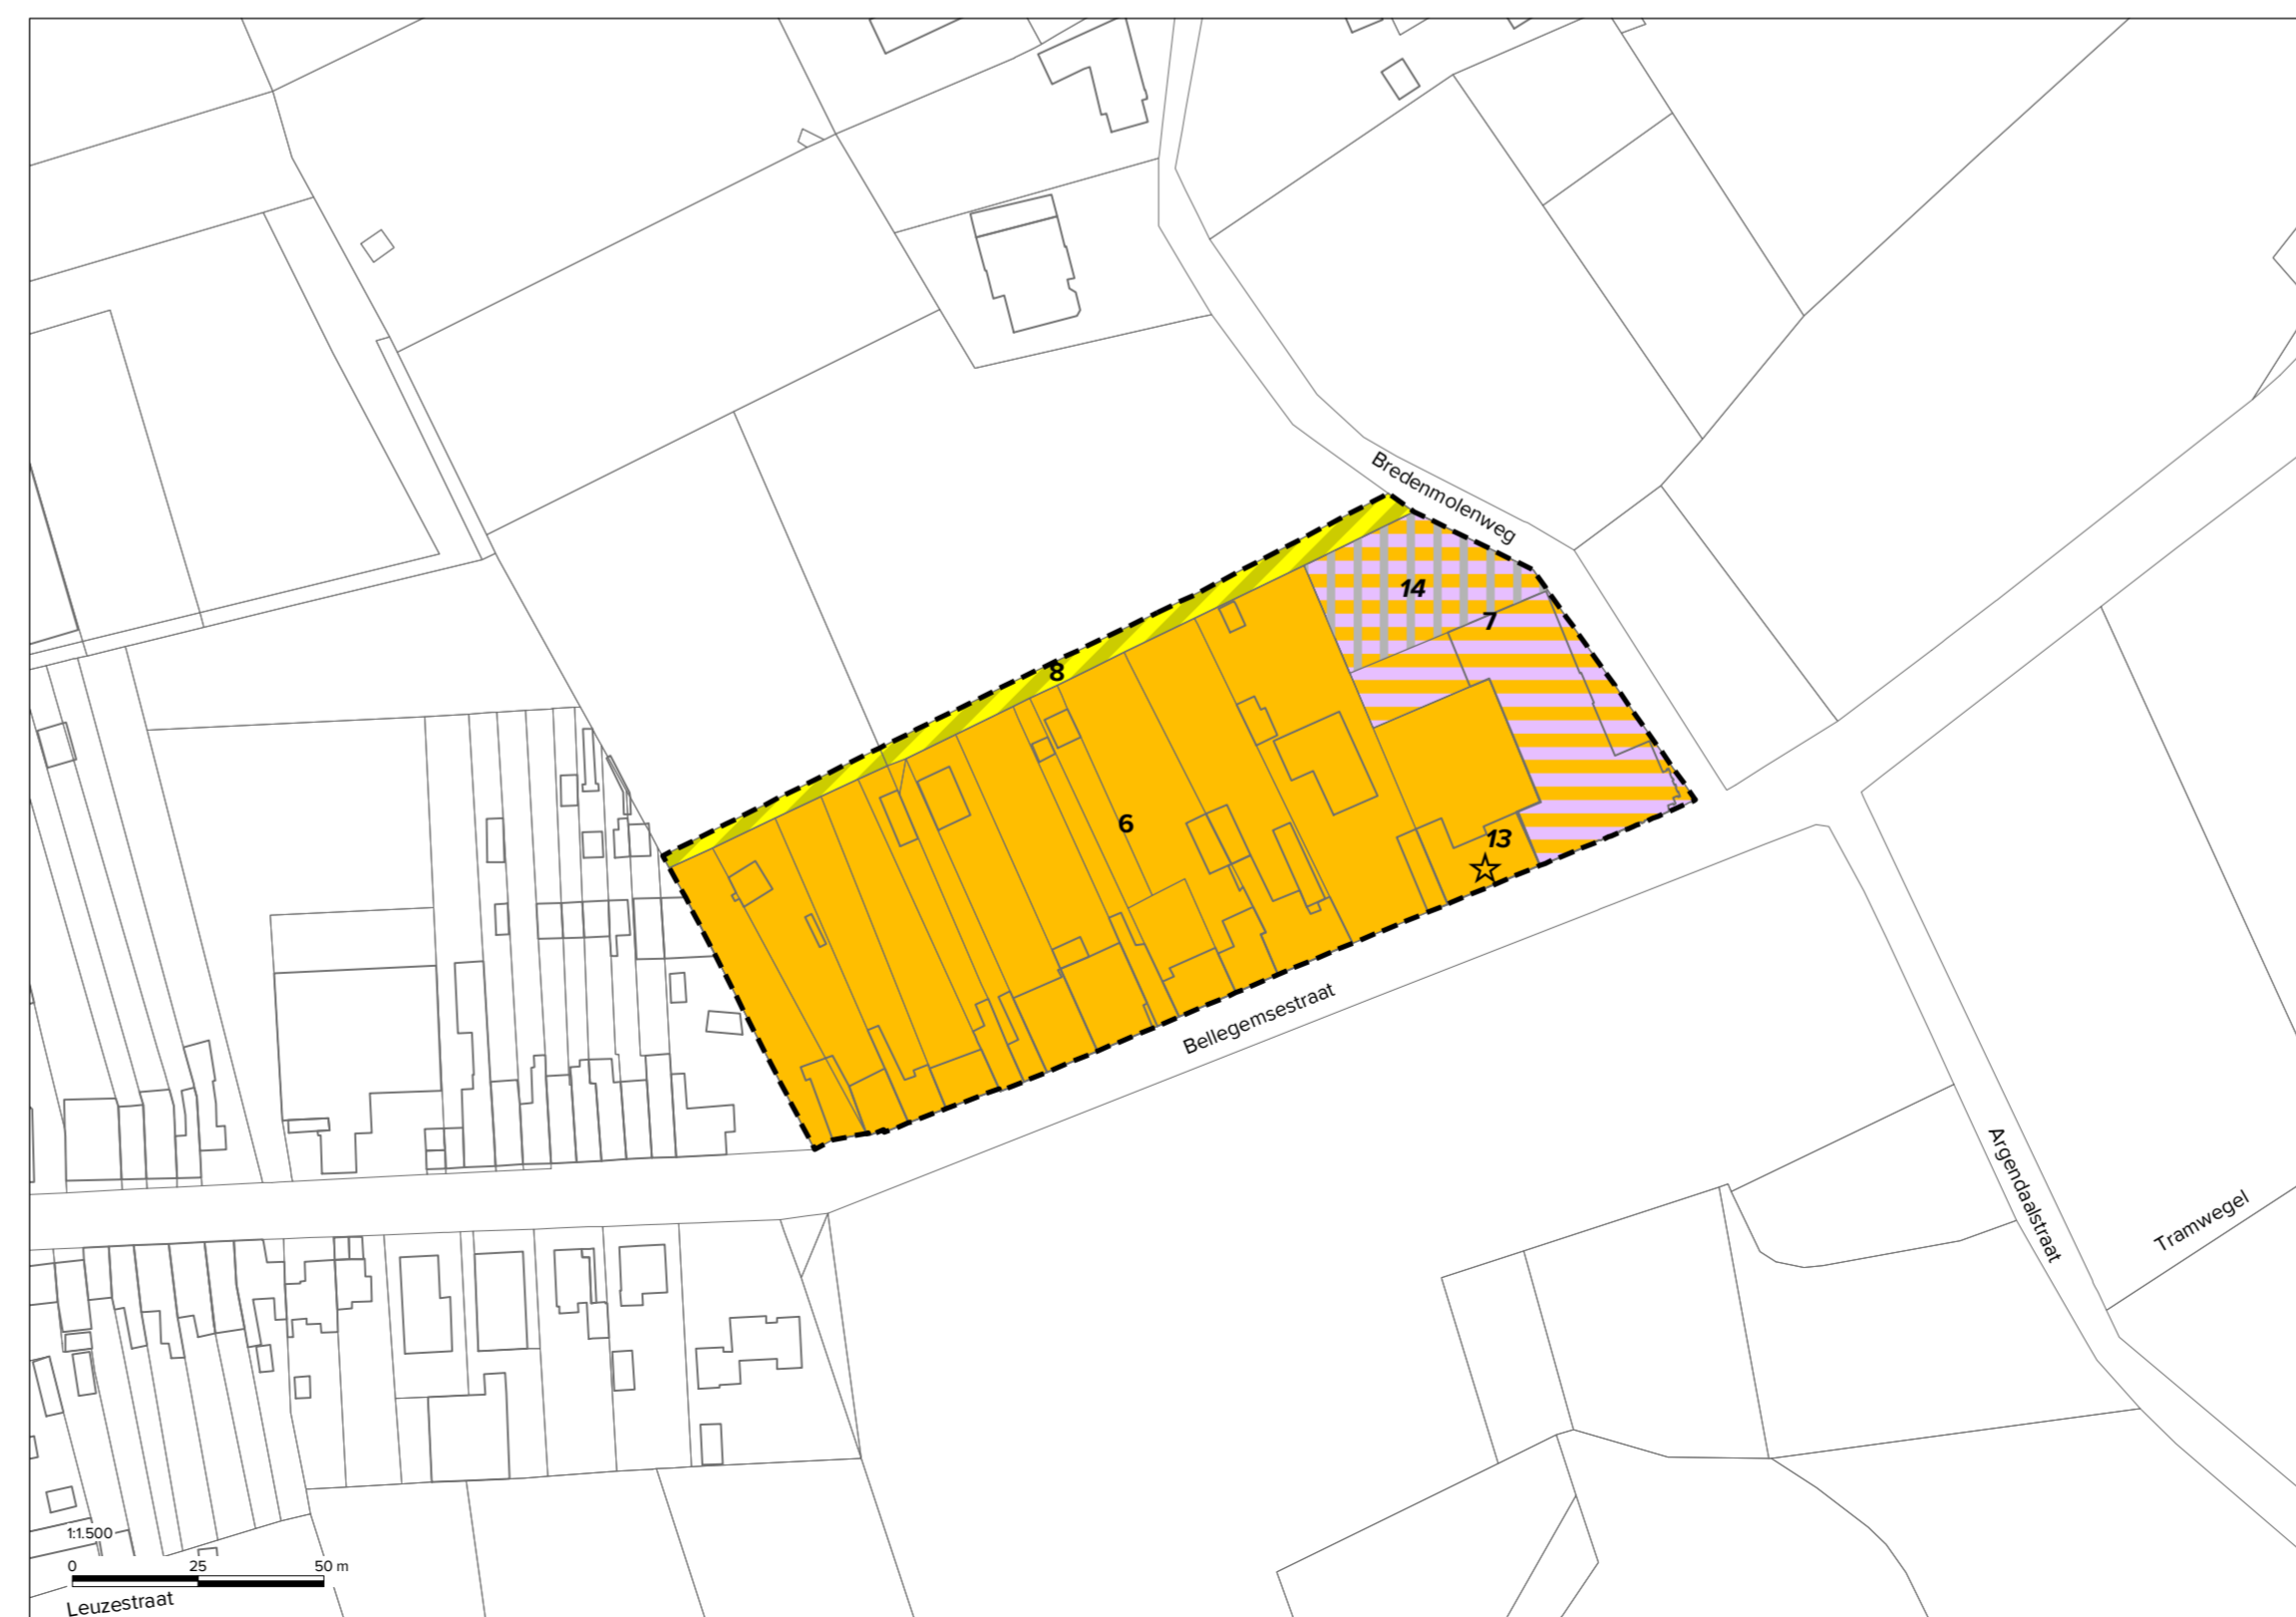 Bredenmolenweg
14
7
8
6
13
Bellegemsestraat
Argendaalstraat
Tramwegel
1:1.500
0 25 50 m
Leuzestraat